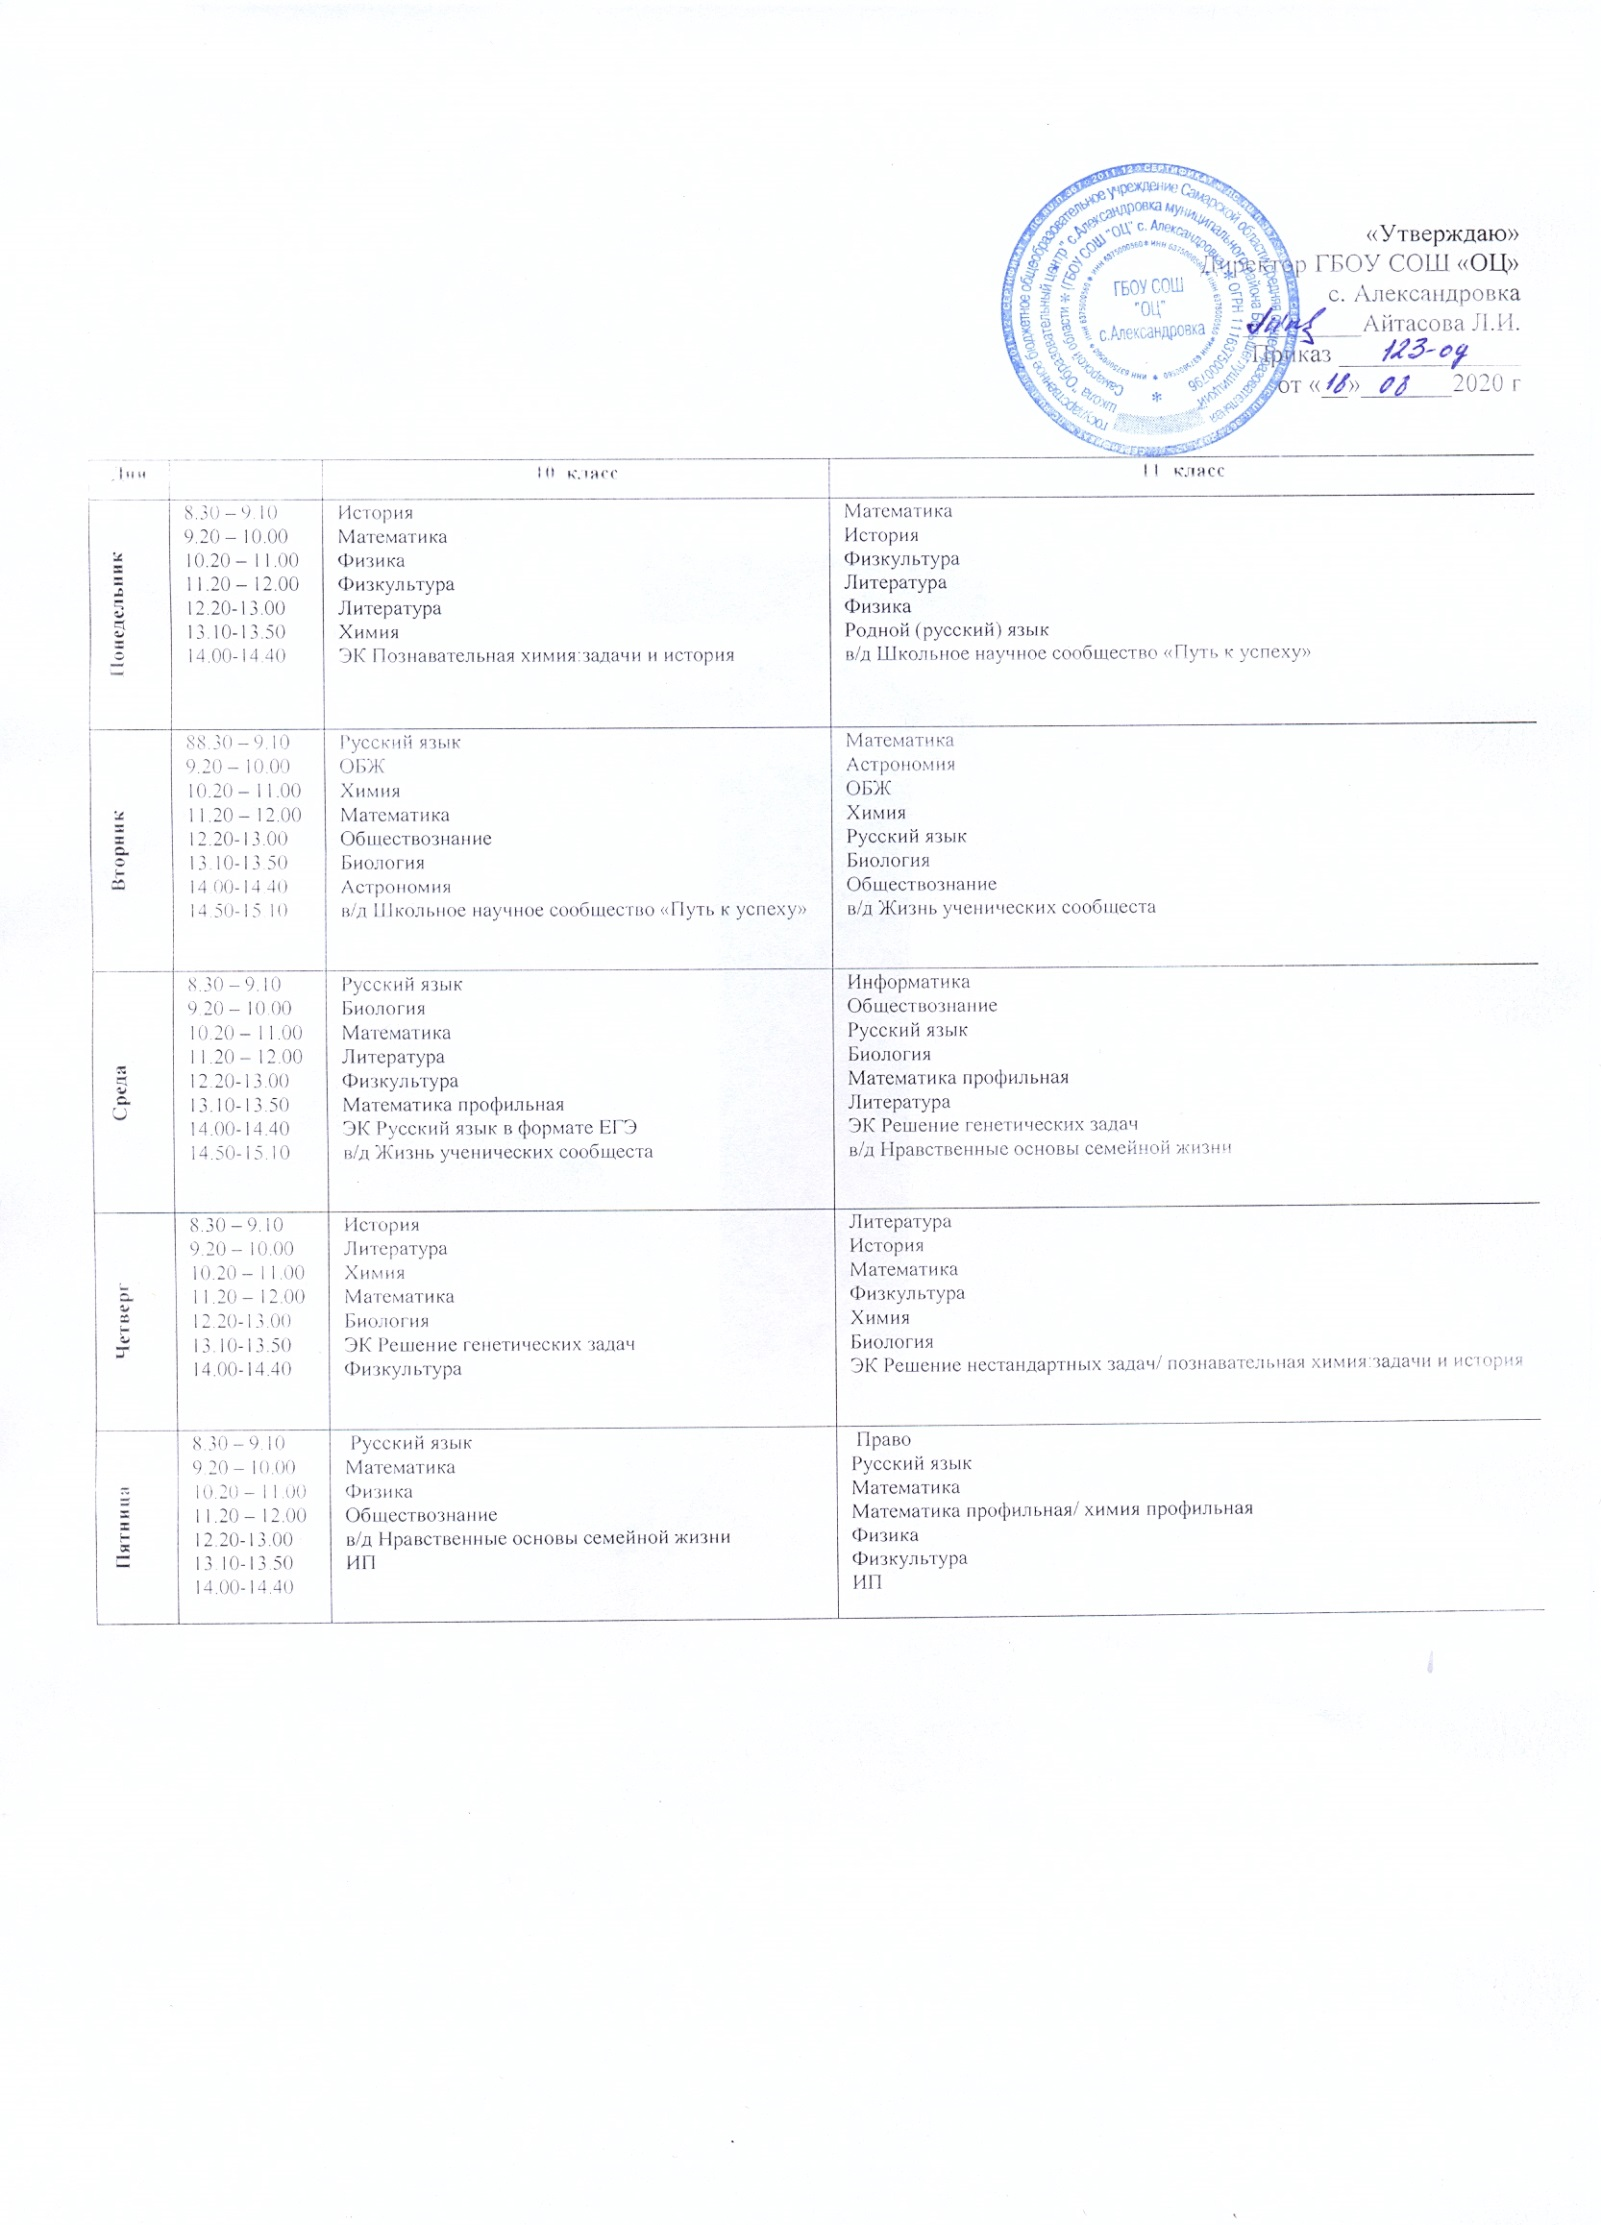 «Утверждаю»
Директор ГБОУ СОШ «ОЦ»
с. Александровка
Айтасова Л.И.
Приказ 123-од
от «18» 08 2020 г
ГБОУ СОШ
"ОЦ"
с.Александровка
Дни 10 класс 11 класс
Понедельник
8.30 – 9.10 История Математика
9.20 – 10.00 Математика История
10.20 – 11.00 Физика Физкультура
11.20 – 12.00 Физкультура Литература
12.20-13.00 Литература Физика
13.10-13.50 Химия Родной (русский) язык
14.00-14.40 ЭК Познавательная химия:задачи и история в/д Школьное научное сообщество «Путь к успеху»
Вторник
88.30 – 9.10 Русский язык Математика
9.20 – 10.00 ОБЖ Астрономия
10.20 – 11.00 Химия ОБЖ
11.20 – 12.00 Математика Химия
12.20-13.00 Обществознание Русский язык
13.10-13.50 Биология Биология
14.00-14.40 Астрономия Обществознание
14.50-15.10 в/д Школьное научное сообщество «Путь к успеху» в/д Жизнь ученических сообщеста
Среда
8.30 – 9.10 Русский язык Информатика
9.20 – 10.00 Биология Обществознание
10.20 – 11.00 Математика Русский язык
11.20 – 12.00 Литература Биология
12.20-13.00 Физкультура Математика профильная
13.10-13.50 Математика профильная Литература
14.00-14.40 ЭК Русский язык в формате ЕГЭ ЭК Решение генетических задач
14.50-15.10 в/д Жизнь ученических сообщеста в/д Нравственные основы семейной жизни
Четверг
8.30 – 9.10 История Литература
9.20 – 10.00 Литература История
10.20 – 11.00 Химия Математика
11.20 – 12.00 Математика Физкультура
12.20-13.00 Биология Химия
13.10-13.50 ЭК Решение генетических задач Биология
14.00-14.40 Физкультура ЭК Решение нестандартных задач/ познавательная химия:задачи и история
Пятница
8.30 – 9.10 Русский язык Право
9.20 – 10.00 Математика Русский язык
10.20 – 11.00 Физика Математика
11.20 – 12.00 Обществознание Математика профильная/ химия профильная
12.20-13.00 в/д Нравственные основы семейной жизни Физика
13.10-13.50 ИП Физкультура
14.00-14.40 ИП